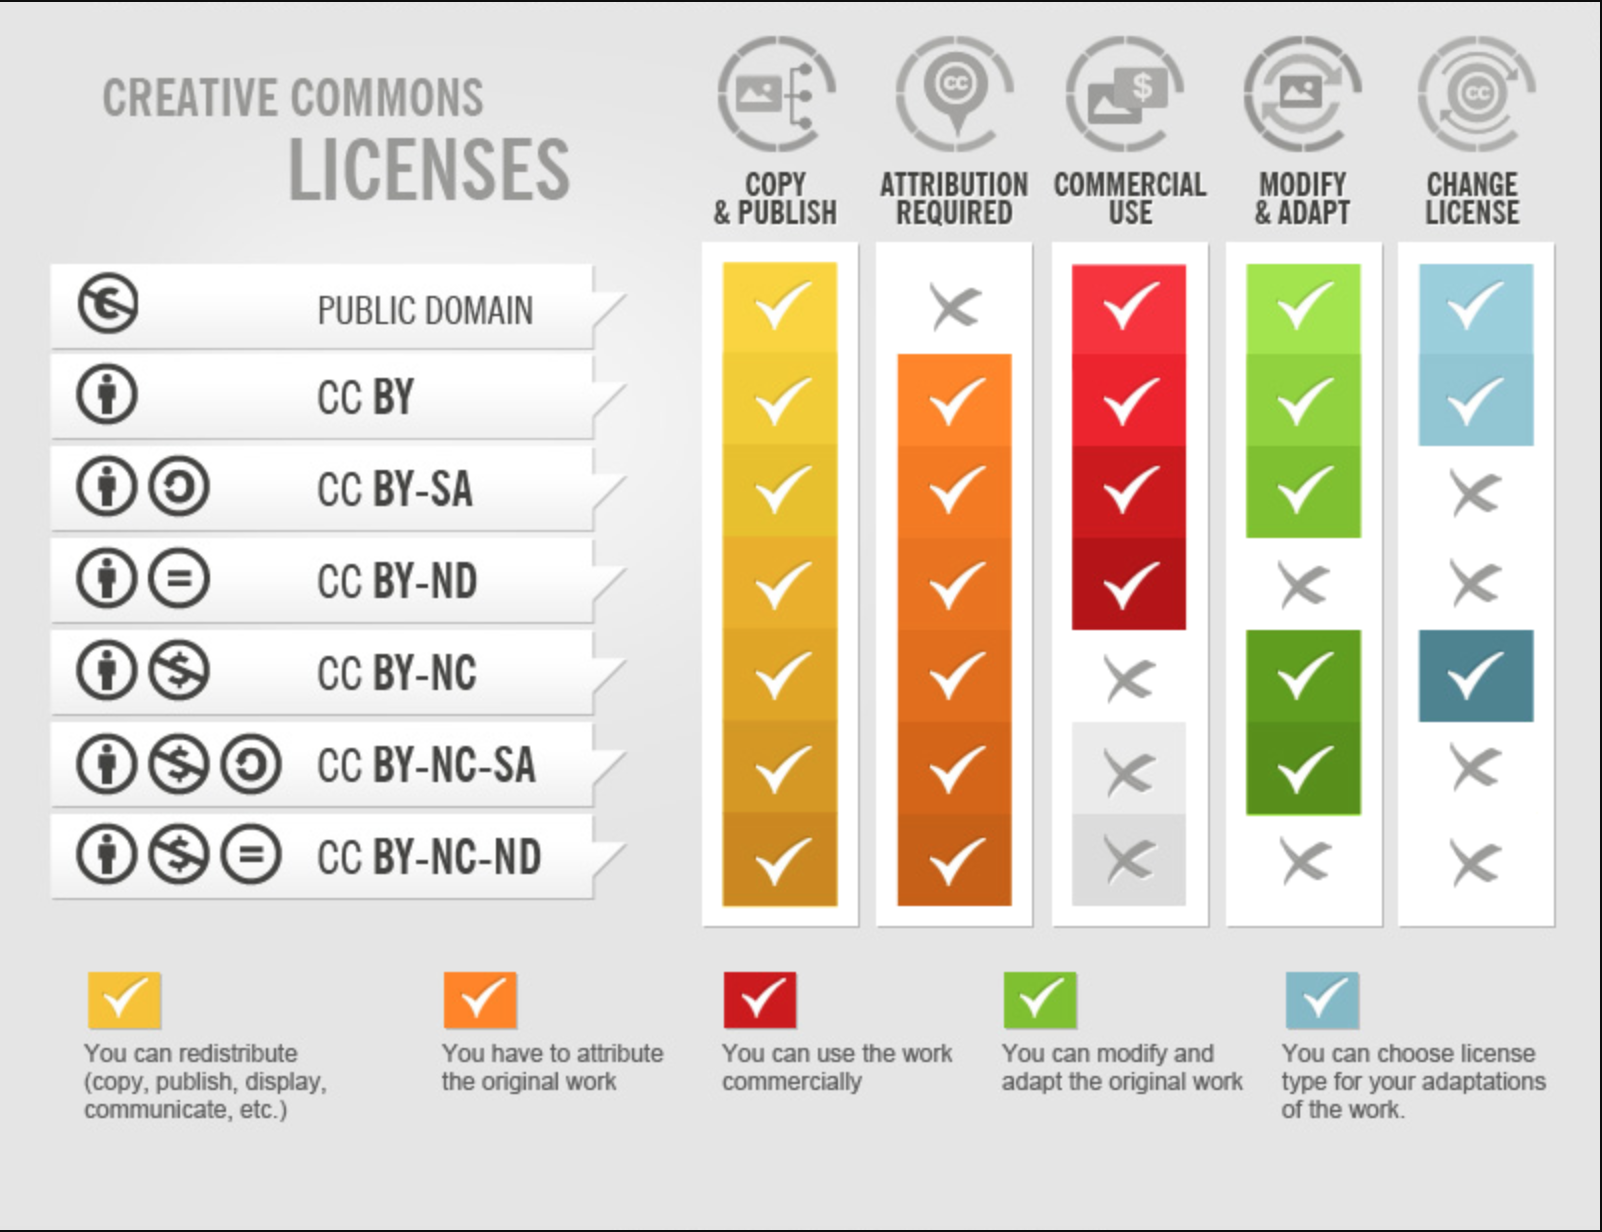 CREATIVE COMMONS
LICENSES
COPY
& PUBLISH
ATTRIBUTION
REQUIRED
COMMERCIAL
USE
MODIFY
& ADAPT
CHANGE
LICENSE
PUBLIC DOMAIN
CC BY
CC BY-SA
CC BY-ND
CC BY-NC
CC BY-NC-SA
CC BY-NC-ND
You can redistribute
(copy, publish, display,
communicate, etc.)
You have to attribute
the original work
You can use the work
commercially
You can modify and
adapt the original work
You can choose license
type for your adaptations
of the work.